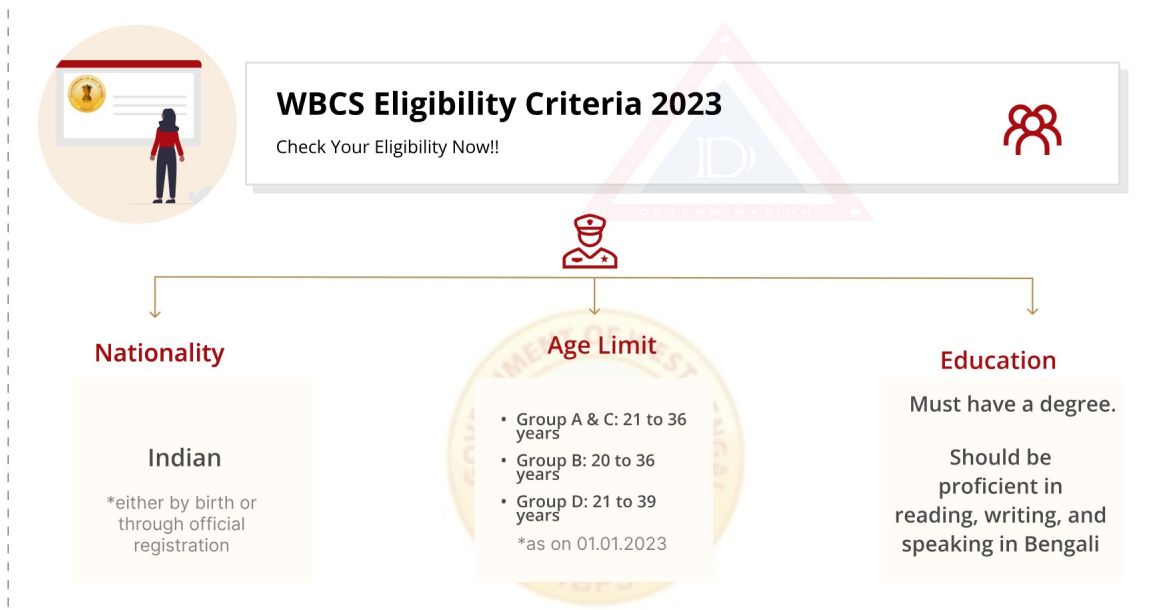 WBCS Eligibility Criteria 2023
Check Your Eligibility Now!!
DETERMINATION
Nationality
Indian
*either by birth or
through official
registration
Age Limit
• Group A & C: 21 to 36
years
• Group B: 20 to 36
years
• Group D: 21 to 39
years
*as on 01.01.2023
Education
Must have a degree.
Should be
proficient in
reading, writing, and
speaking in Bengali